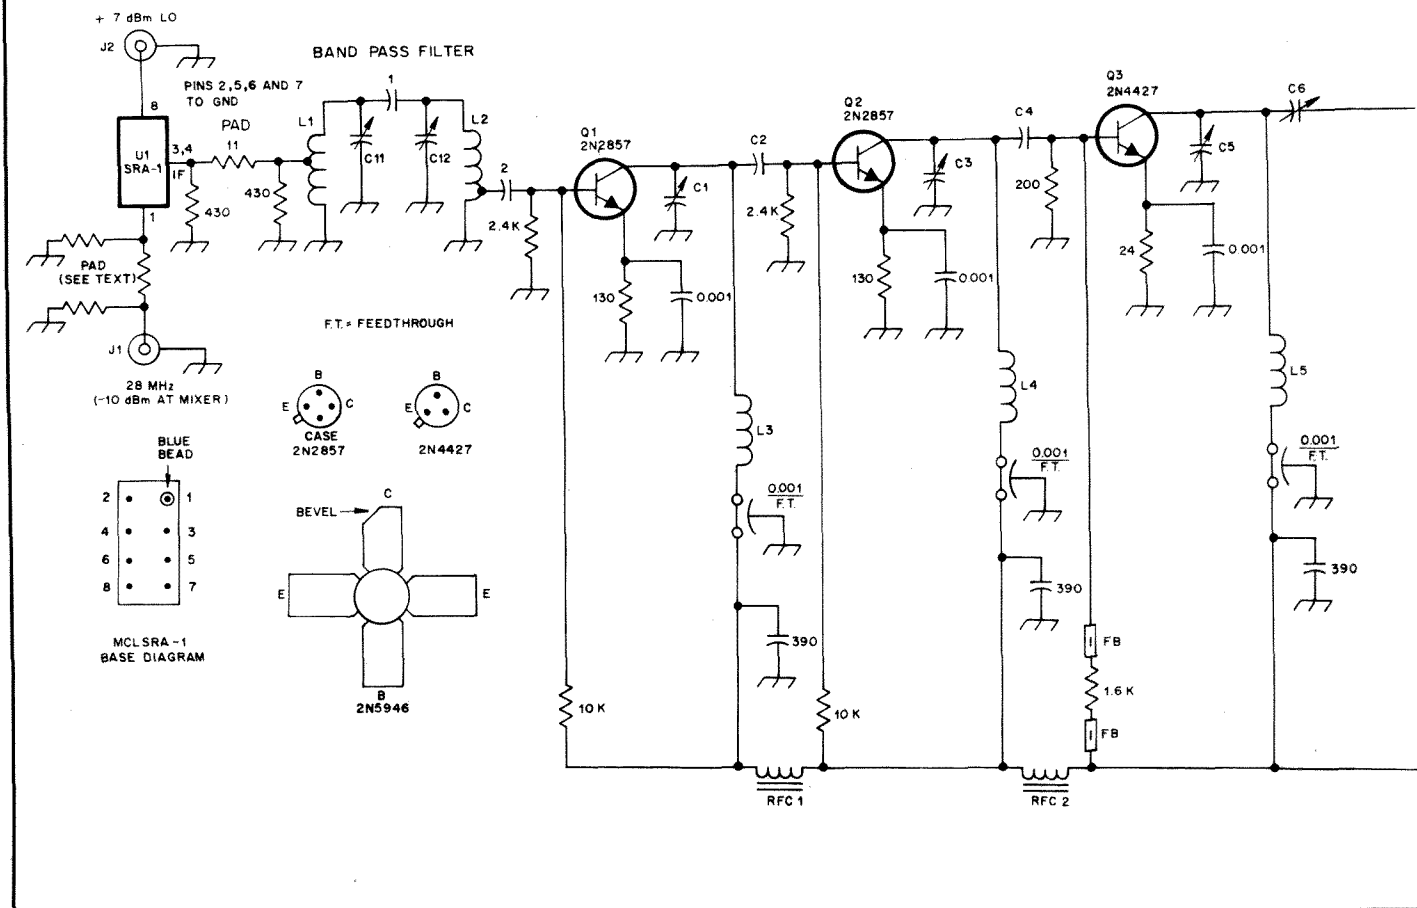 + 7 dBm LO
J2
BAND PASS FILTER
PINS 2,5,6 AND 7
TO GND
8
PAD
11
U1
SRA-1
3,4
IF
1
430
430
L1
C11
1
C12
L2
2
2.4K
Q1
2N2857
C1
130
0.001
C2
2.4K
Q2
2N2857
C3
130
0.001
C4
200
Q3
2N4427
C5
24
0.001
C6
PAD
(SEE TEXT)
J1
28 MHz
(-10 dBm AT MIXER)
F.T. = FEEDTHROUGH
B
E
C
CASE
2N2857
B
E
C
2N4427
BLUE
BEAD
2
1
4
3
6
5
8
7
MCLSRA-1
BASE DIAGRAM
BEVEL
C
E
E
B
2N5946
L3
0.001
F.T.
390
L4
0.001
F.T.
390
L5
0.001
F.T.
390
10K
10K
FB
1.6K
FB
RFC 1
RFC 2